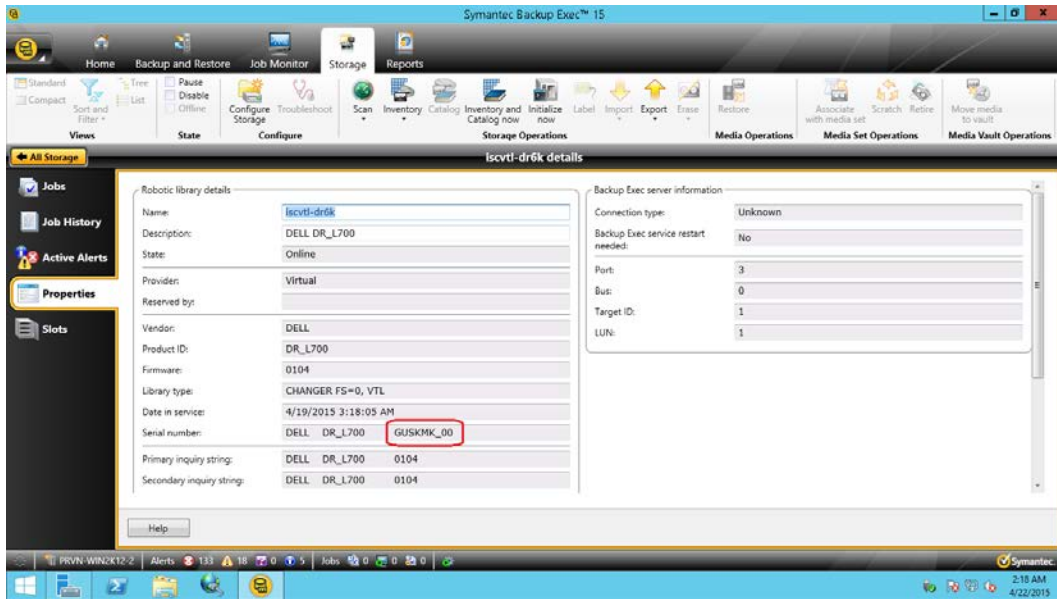 Symantec Backup Exec™ 15
Home Backup and Restore Job Monitor Storage Reports
Standard Compact Sort and Filter Tree List
Views
Pause Disable Offline
State
Configure Storage Troubleshoot
Configure
Scan Inventory Catalog Inventory and Catalog now Initialize now Label Import Export Erase
Storage Operations
Restore
Media Operations
Associate with media set Scratch Retire
Media Set Operations
Move media to vault
Media Vault Operations
All Storage
iscvtl-dr6k details
Jobs
Job History
Active Alerts
Properties
Slots
Robotic library details
Name: iscvtl-dr6k
Description: DELL DR_L700
State: Online
Provider: Virtual
Reserved by:
Vendor: DELL
Product ID: DR_L700
Firmware: 0104
Library type: CHANGER FS=0, VTL
Date in service: 4/19/2015 3:18:05 AM
Serial number: DELL DR_L700 GUSKMK_00
Primary inquiry string: DELL DR_L700 0104
Secondary inquiry string: DELL DR_L700 0104
Backup Exec server information
Connection type: Unknown
Backup Exec service restart needed: No
Port: 3
Bus: 0
Target ID: 1
LUN: 1
Help
PRVN-WIN2K12-2 Alerts 133 18 0 5 Jobs 0 0 0
Symantec.
2:18 AM
4/22/2015